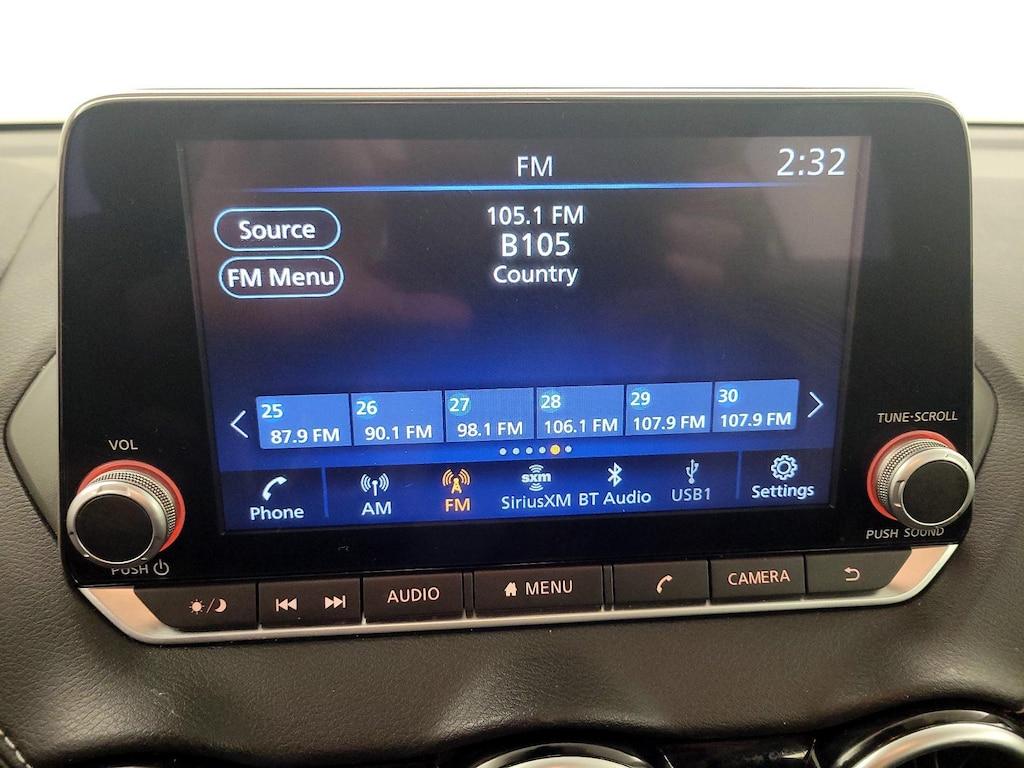 FM
2:32
Source
105.1 FM
B105
FM Menu
Country
25 26 27 28 29 30
87.9 FM 90.1 FM 98.1 FM 106.1 FM 107.9 FM 107.9 FM
VOL
TUNE·SCROLL
sxm
Phone AM FM SiriusXM BT Audio USB1 Settings
PUSH
PUSH SOUND
AUDIO MENU CAMERA